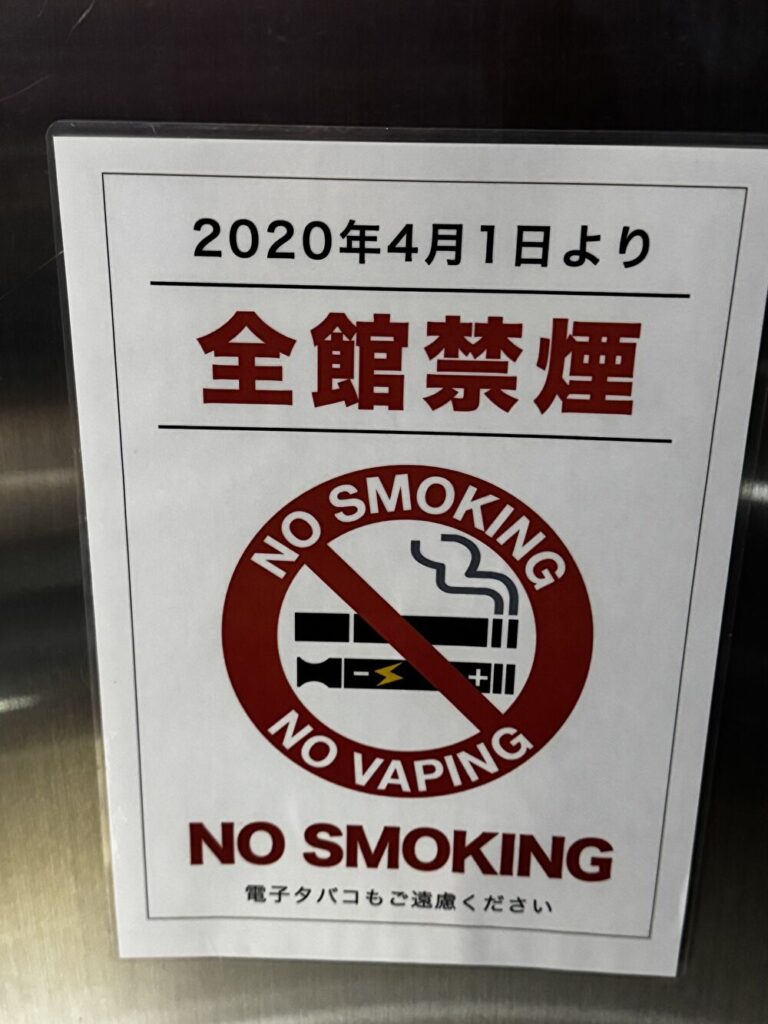 2020年4月1日より
全館禁煙
NO SMOKING
NO VAPING
NO SMOKING
電子タバコもご遠慮ください